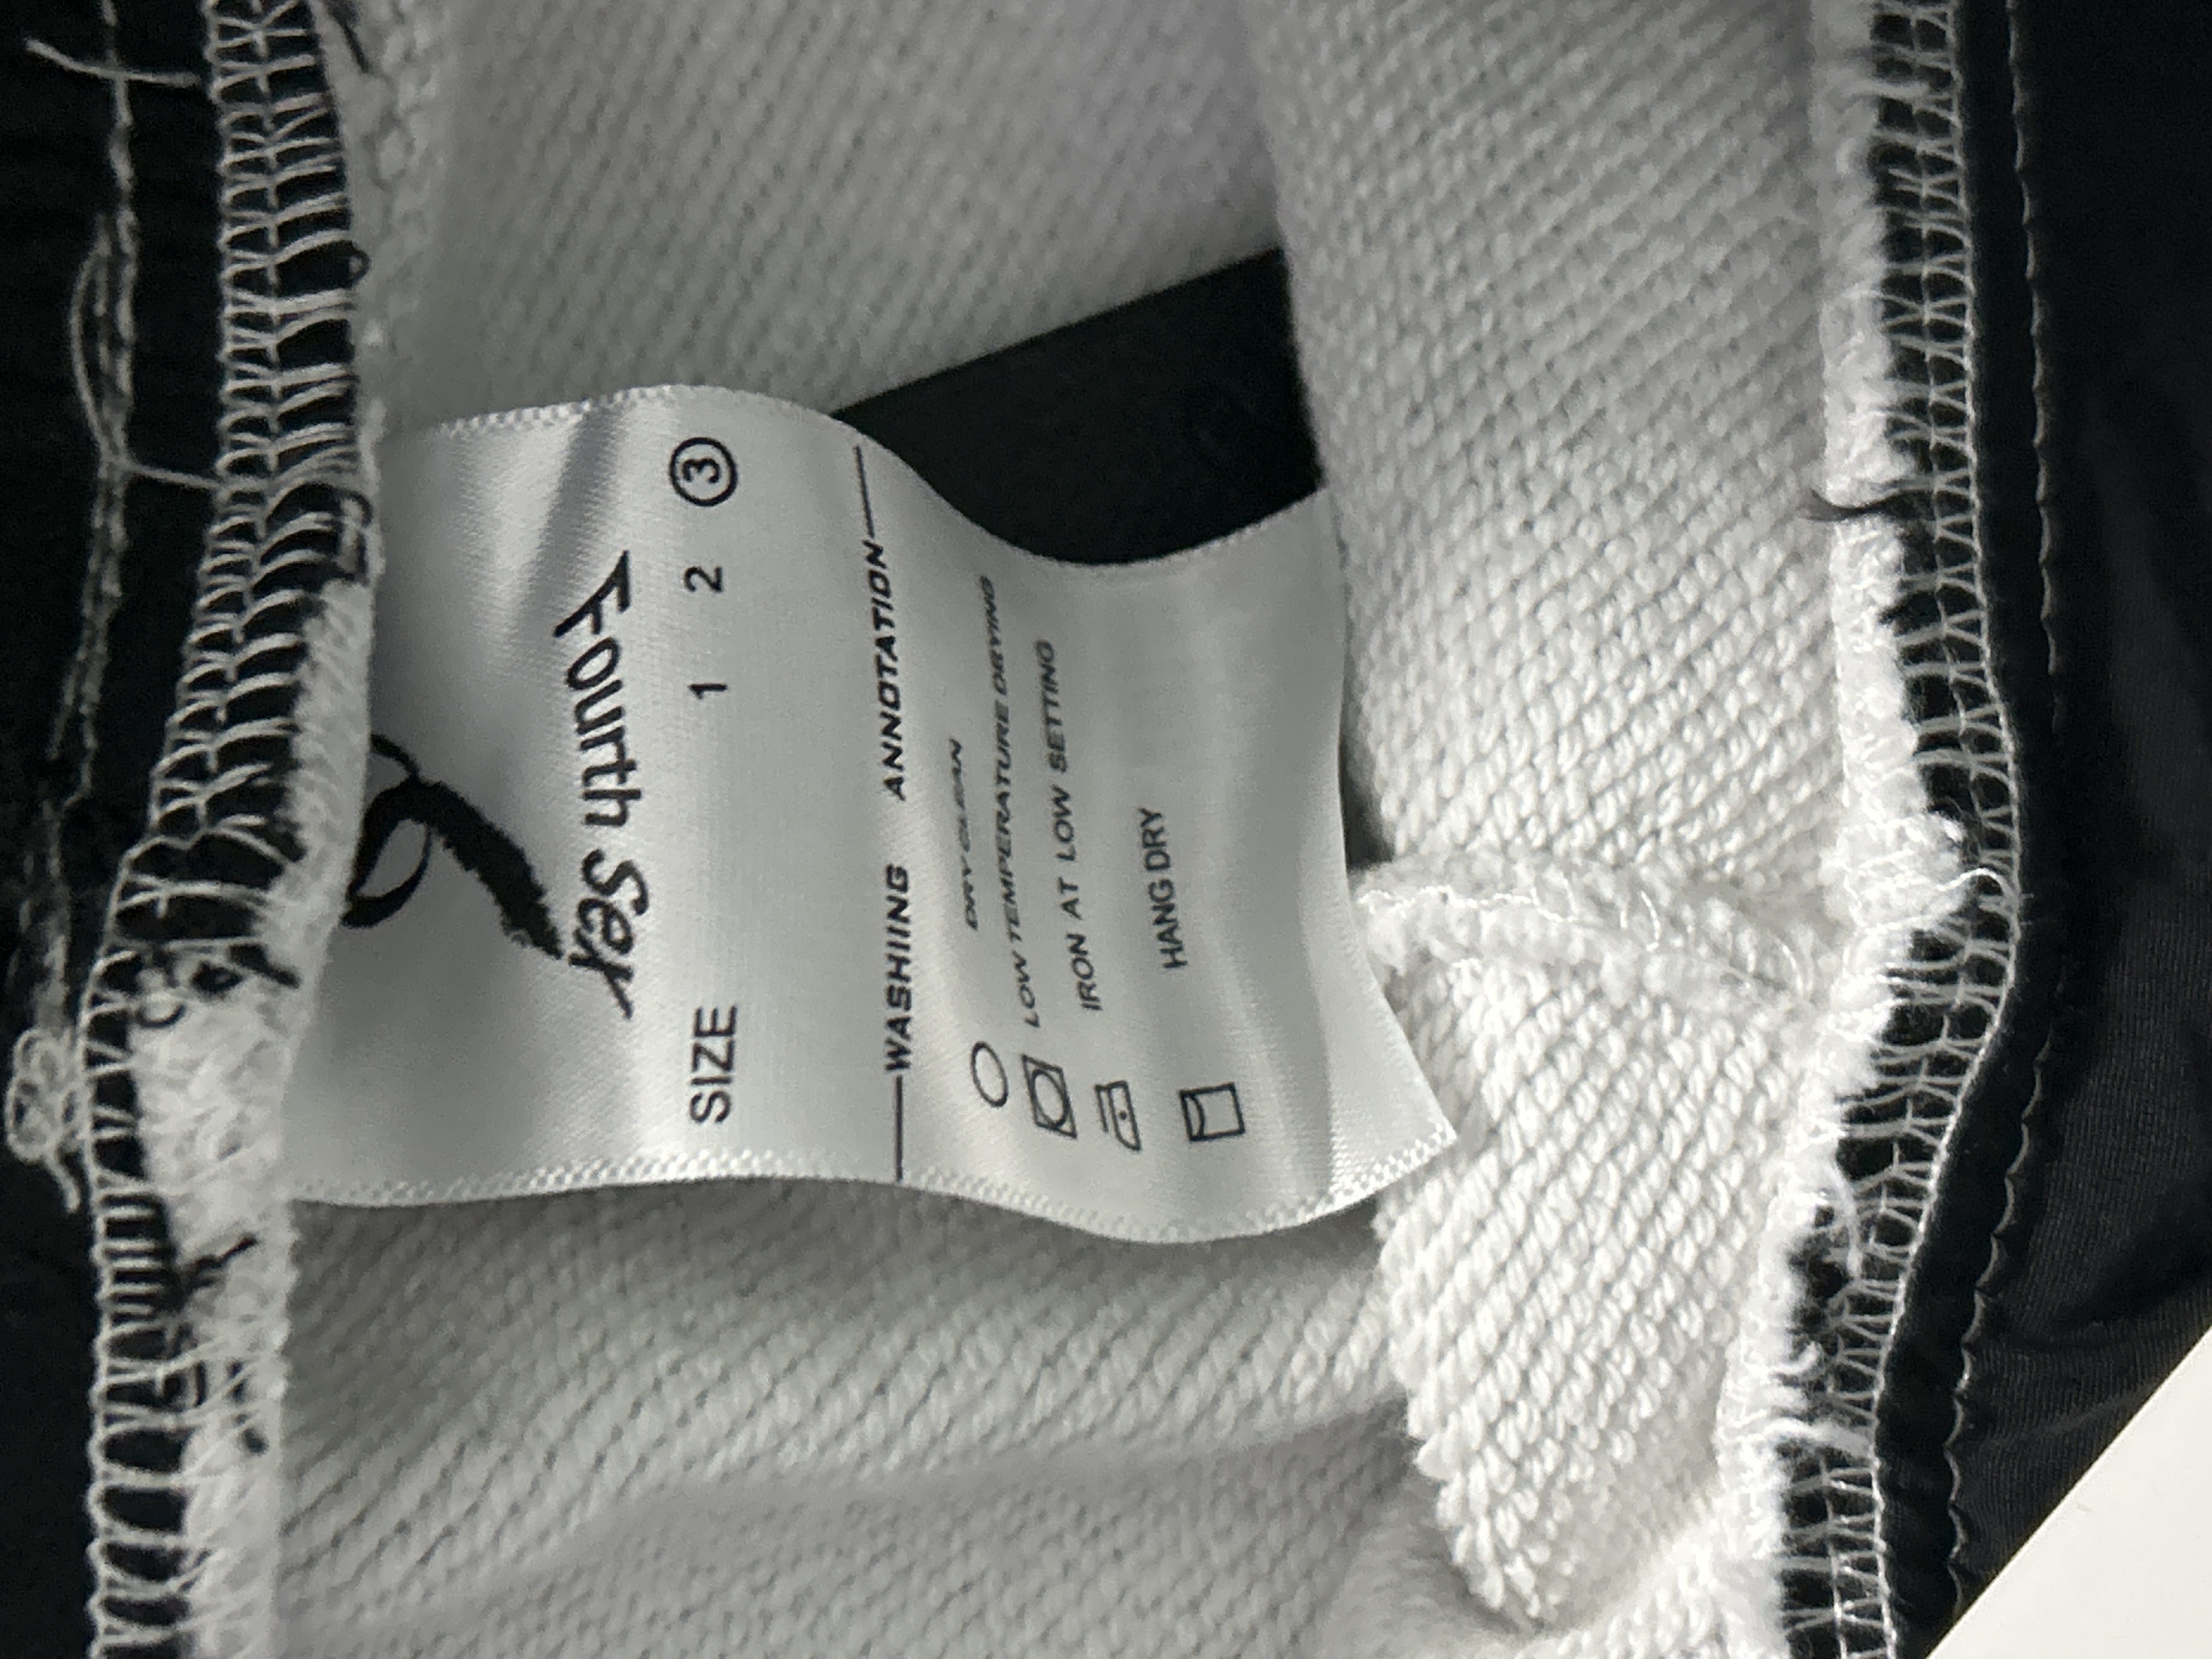 Fourth Sex
SIZE 1 2 ③
WASHIING ANNOTATION
DRY CLEAN
LOW TEMPERATURE DRYING
IRON AT LOW SETTING
HANG DRY